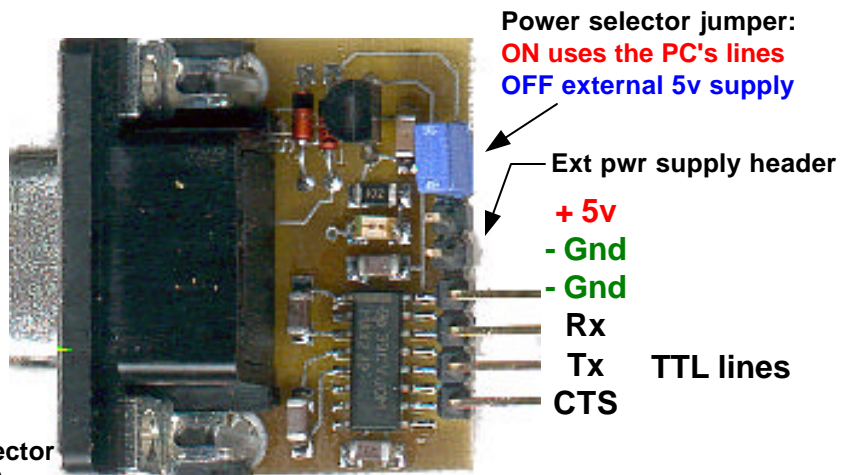 Power selector jumper:
ON uses the PC's lines
OFF external 5v supply
Ext pwr supply header
+ 5v
- Gnd
- Gnd
Rx
Tx TTL lines
CTS
102